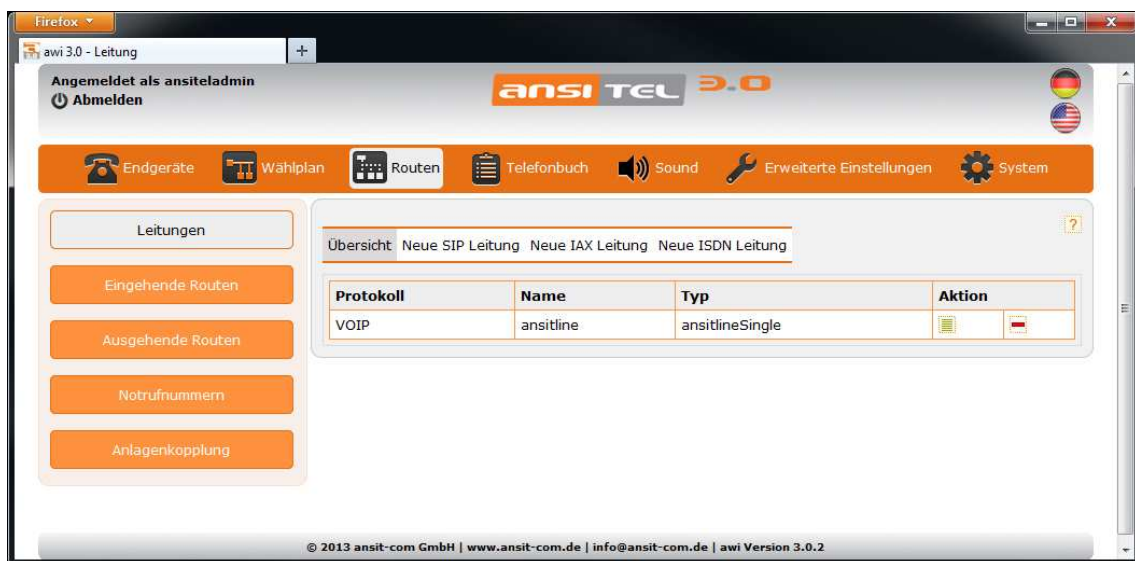 Firefox
awi 3.0 - Leitung
Angemeldet als ansiteladmin
Abmelden
ansi TEL 3.0
Endgeräte Wählplan Routen Telefonbuch Sound Erweiterte Einstellungen System
Leitungen
Eingehende Routen
Ausgehende Routen
Notrufnummern
Anlagenkopplung
?
Übersicht Neue SIP Leitung Neue IAX Leitung Neue ISDN Leitung
Protokoll Name Typ Aktion
VOIP ansitline ansitlineSingle
© 2013 ansit-com GmbH | www.ansit-com.de | info@ansit-com.de | awi Version 3.0.2